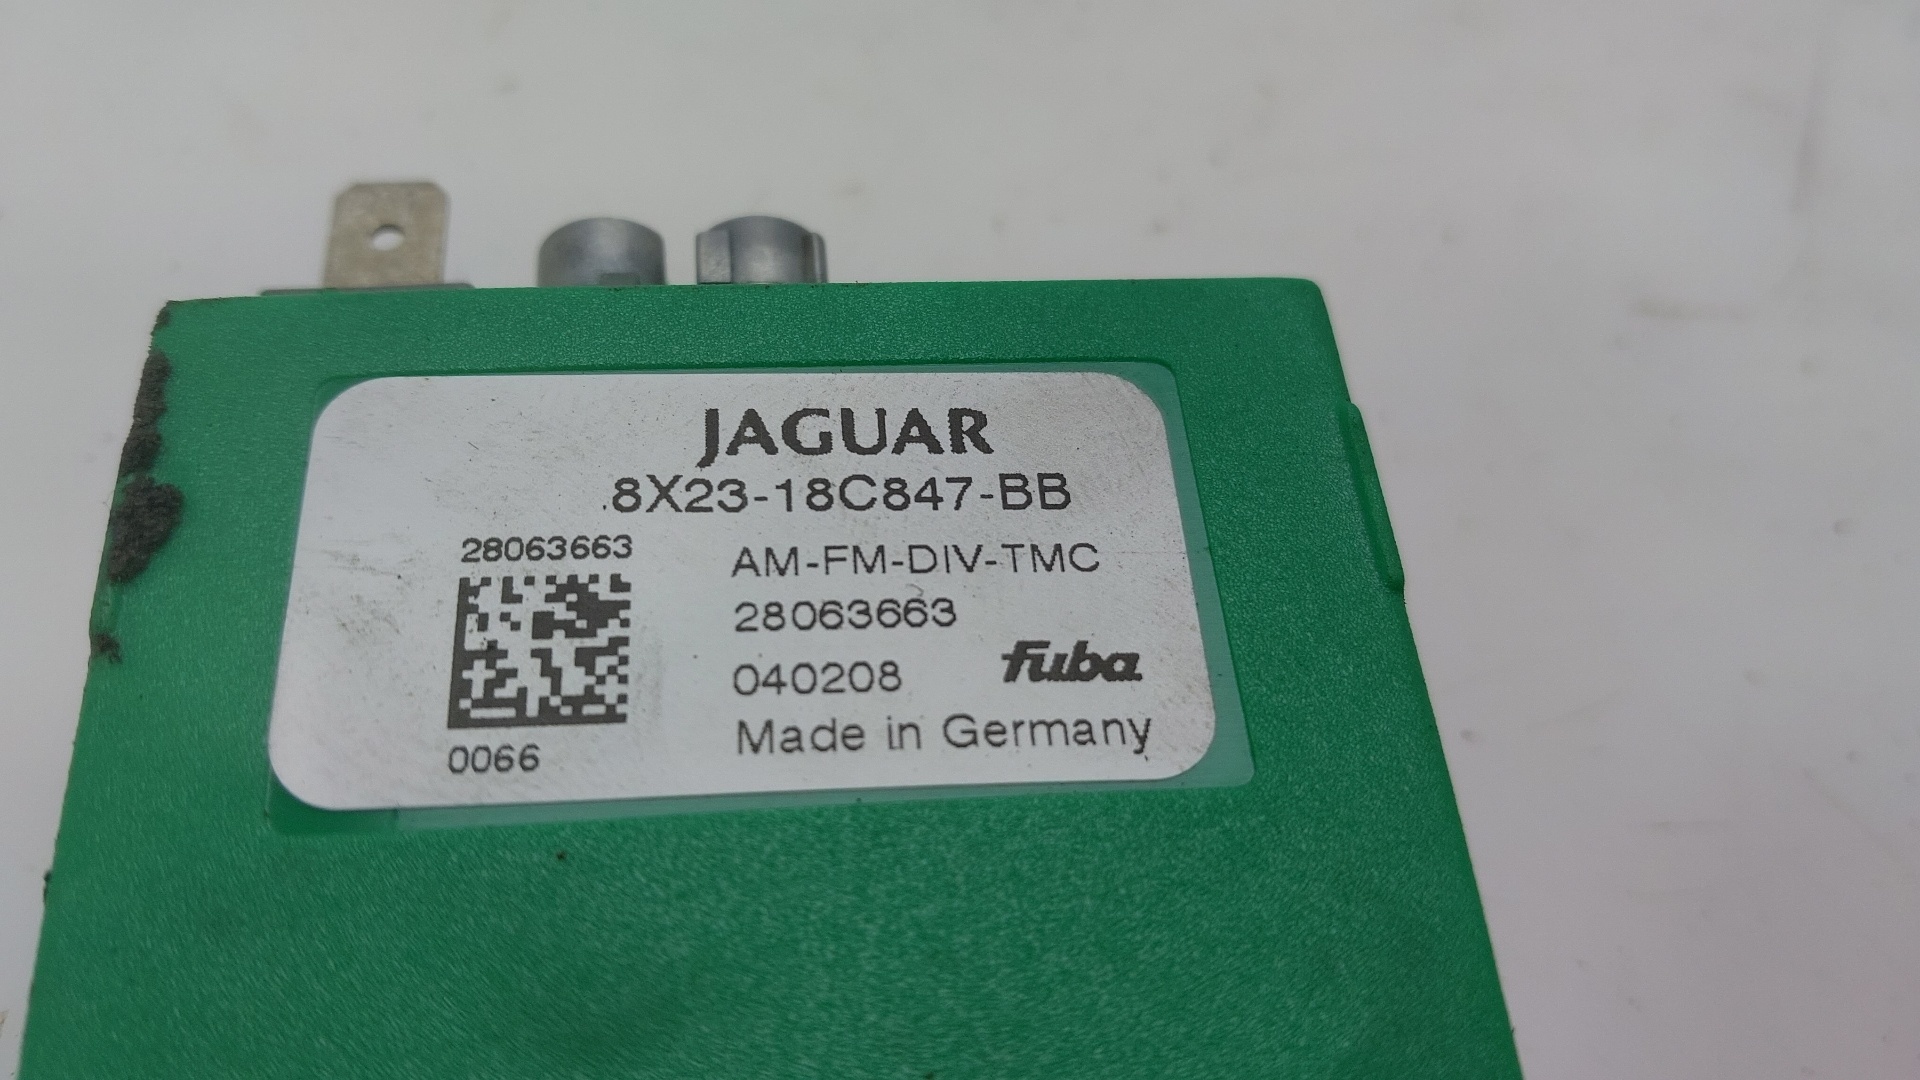 JAGUAR
8X23-18C847-BB
28063663
AM-FM-DIV-TMC
28063663
040208
fuba
Made in Germany
0066